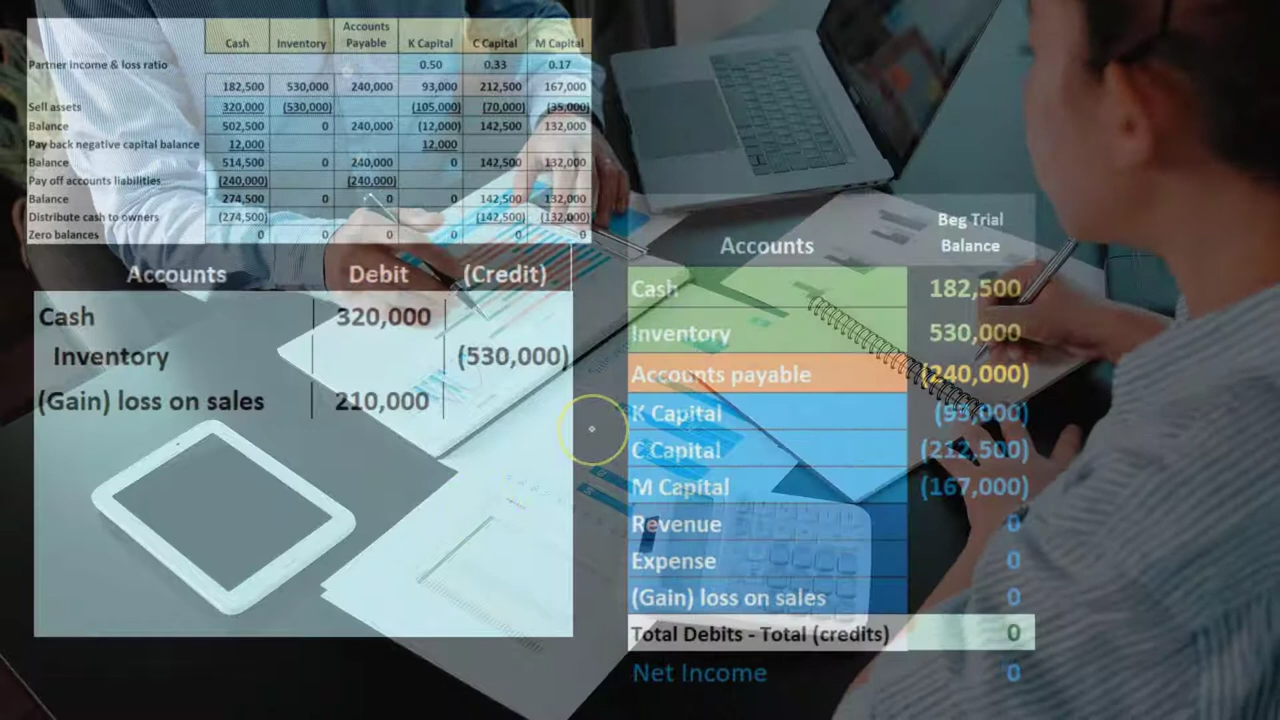 Cash Inventory Accounts Payable K Capital C Capital M Capital
Partner income & loss ratio 0.50 0.33 0.17
182,500 530,000 240,000 93,000 212,500 167,000
Sell assets 320,000 (530,000) (105,000) (70,000) (35,000)
Balance 502,500 0 240,000 (12,000) 142,500 132,000
Pay back negative capital balance 12,000 12,000
Balance 514,500 0 240,000 0 142,500 132,000
Pay off accounts liabilities (240,000) (240,000)
Balance 274,500 0 0 0 142,500 132,000
Distribute cash to owners (274,500) (142,500) (132,000)
Zero balances 0 0 0 0 0 0
Accounts Debit (Credit)
Cash 320,000
Inventory (530,000)
(Gain) loss on sales 210,000
Accounts Beg Trial Balance
Cash 182,500
Inventory 530,000
Accounts payable (240,000)
K Capital (93,000)
C Capital (212,500)
M Capital (167,000)
Revenue 0
Expense 0
(Gain) loss on sales 0
Total Debits - Total (credits) 0
Net Income 0